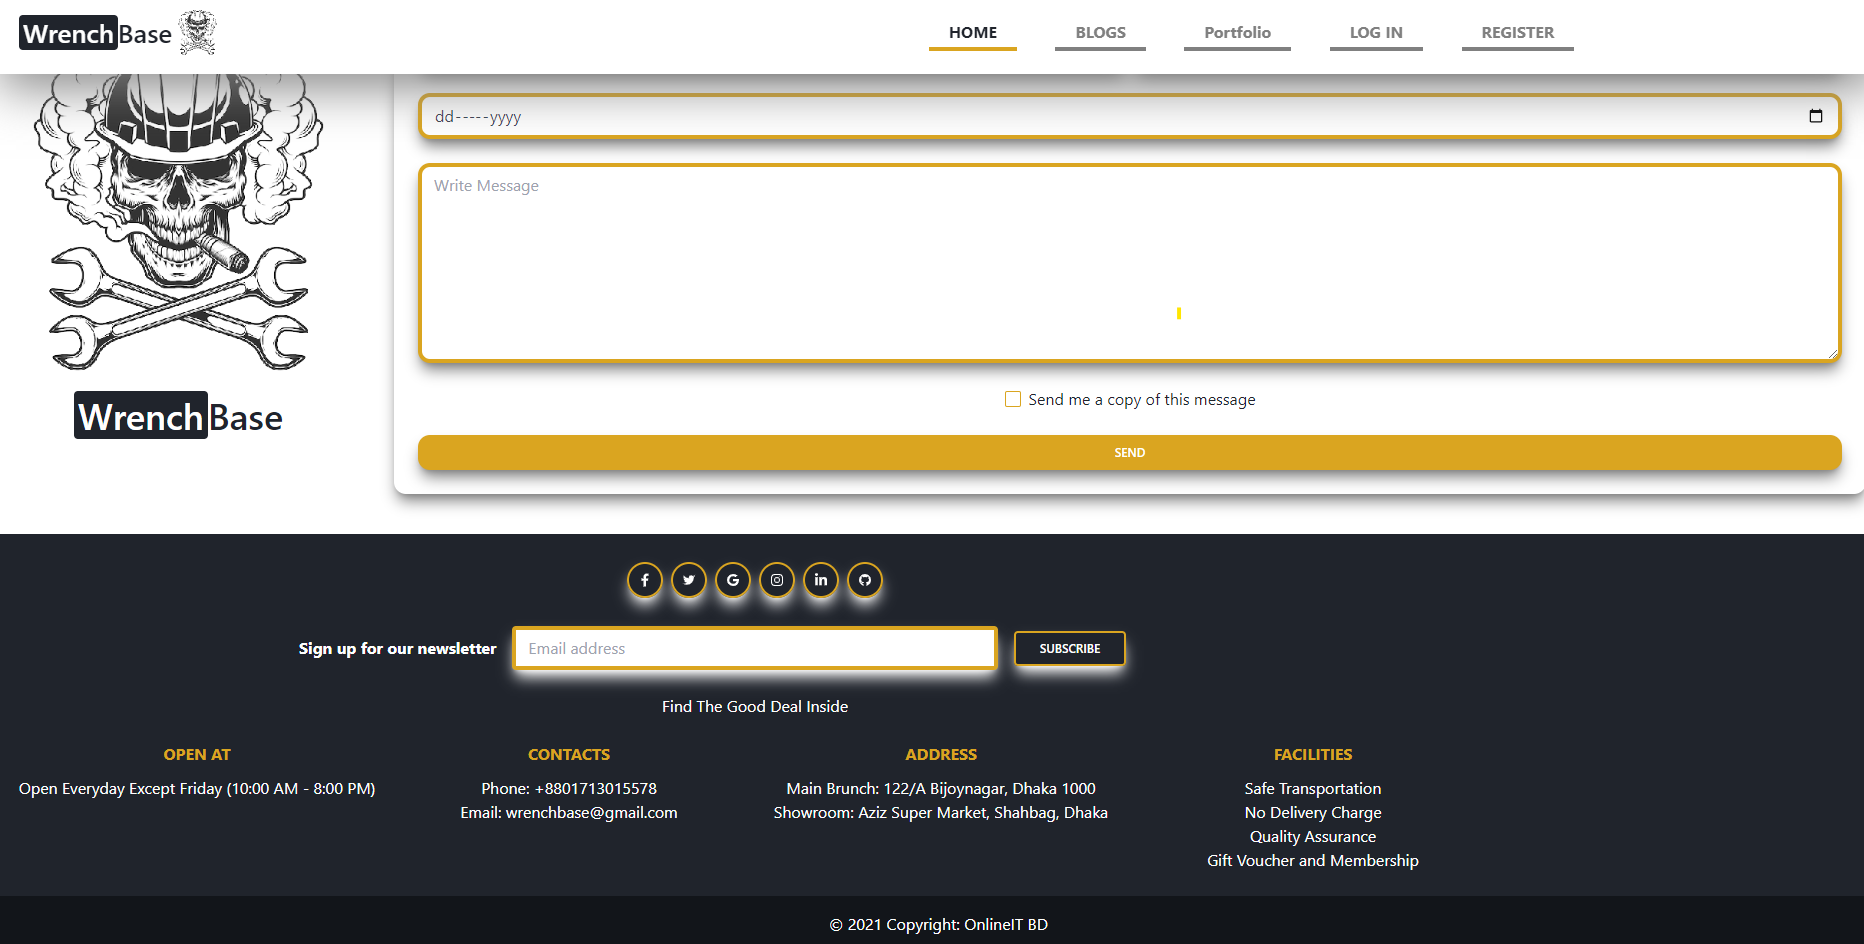 WrenchBase
HOME
BLOGS
Portfolio
LOG IN
REGISTER
dd-----yyyy
Write Message
Send me a copy of this message
SEND
WrenchBase
Sign up for our newsletter
Email address
SUBSCRIBE
Find The Good Deal Inside
OPEN AT
Open Everyday Except Friday (10:00 AM - 8:00 PM)
CONTACTS
Phone: +8801713015578
Email: wrenchbase@gmail.com
ADDRESS
Main Brunch: 122/A Bijoynagar, Dhaka 1000
Showroom: Aziz Super Market, Shahbag, Dhaka
FACILITIES
Safe Transportation
No Delivery Charge
Quality Assurance
Gift Voucher and Membership
© 2021 Copyright: OnlineIT BD